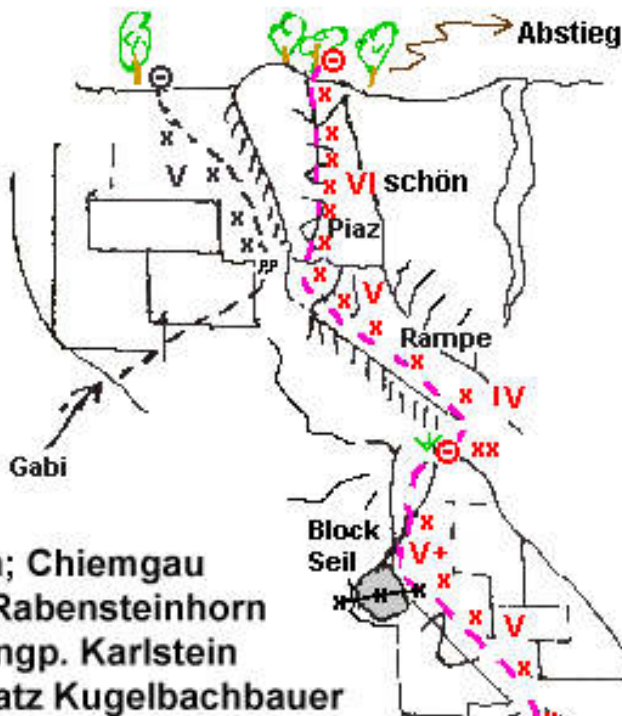 Abstieg
x
x
x
V x
VI schön
x
x
x
Piaz
x
x
PP
x
x V
x
Rampe
x
x IV
Gabi
xx
Block
Seil
x
V+
x
x x x
x V
x
n; Chiemgau
Rabensteinhorn
ngp. Karlstein
atz Kugelbachbauer